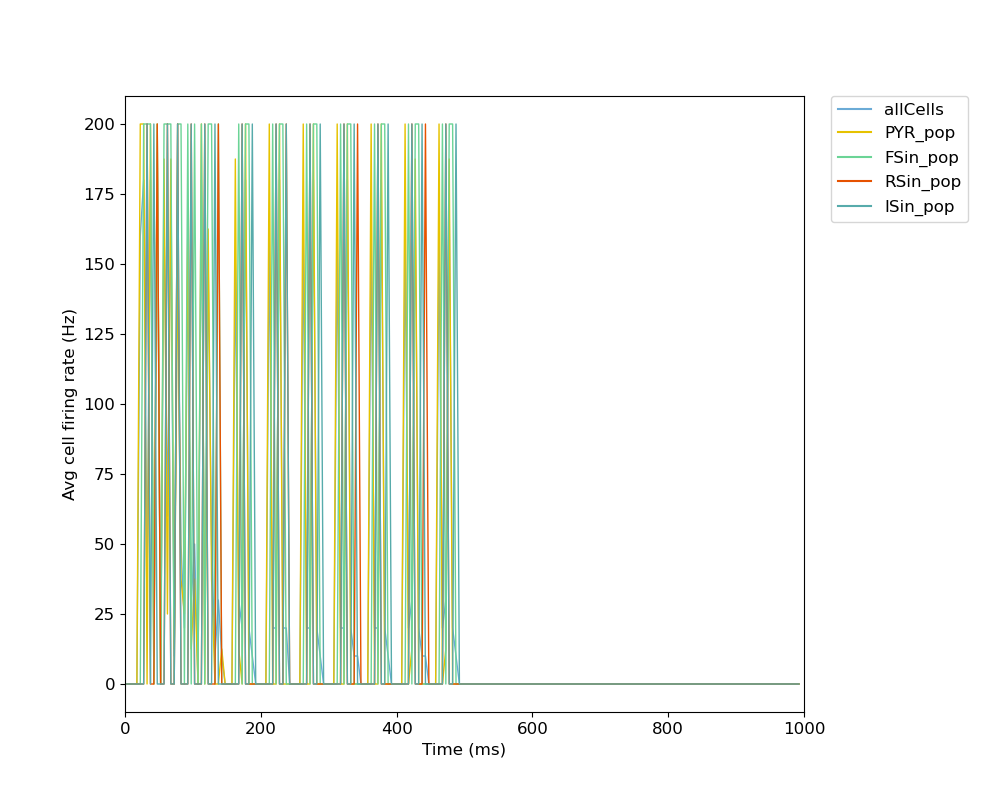 allCells
PYR_pop
FSin_pop
RSin_pop
ISin_pop
200
175
150
125
100
75
50
25
0
Avg cell firing rate (Hz)
0 200 400 600 800 1000
Time (ms)